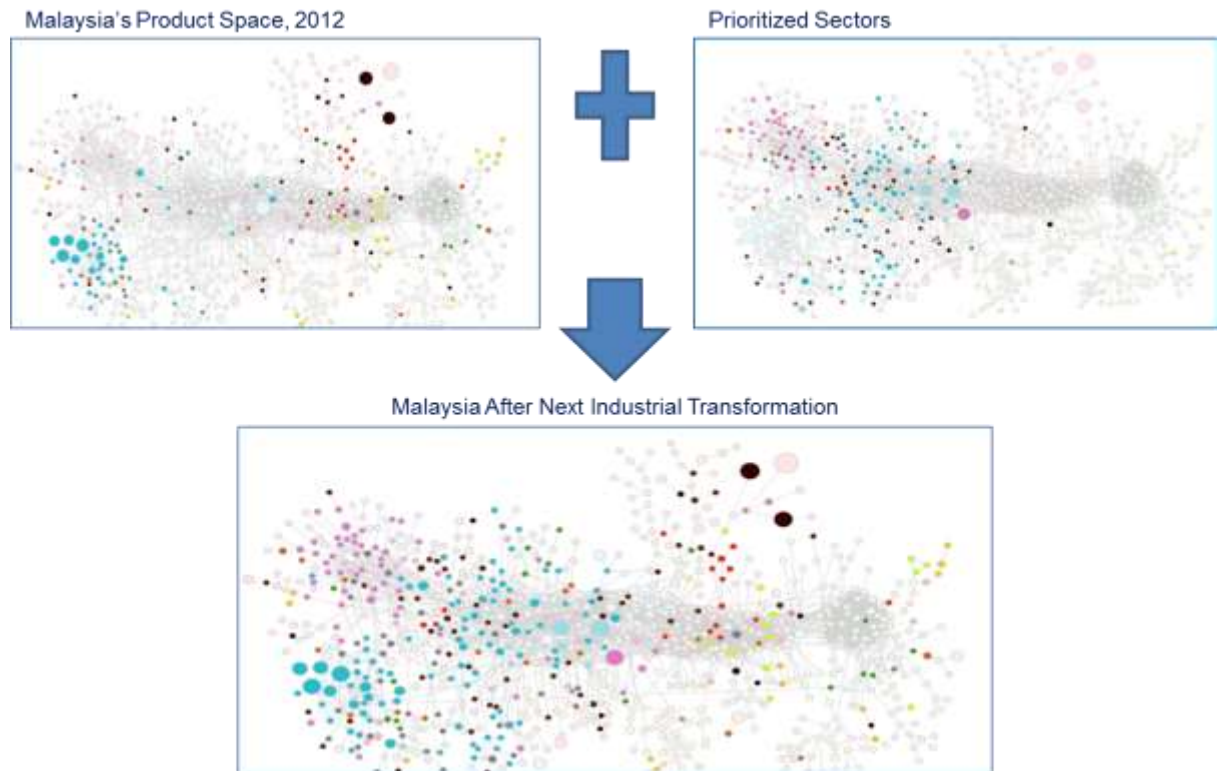 Malaysia's Product Space, 2012
Prioritized Sectors
Malaysia After Next Industrial Transformation